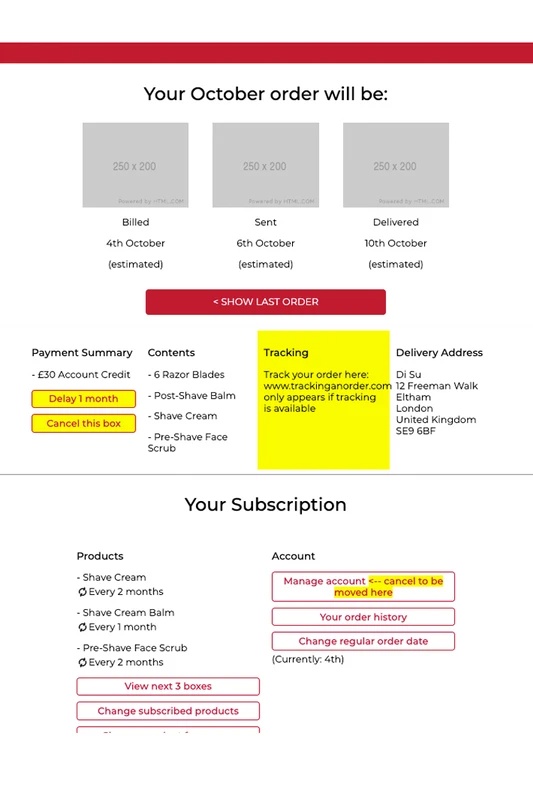 Your October order will be:
250 x 200
Powered by HTML.COM
250 x 200
Powered by HTML.COM
250 x 200
Powered by HTML.COM
Billed
4th October
(estimated)
Sent
6th October
(estimated)
Delivered
10th October
(estimated)
< SHOW LAST ORDER
Payment Summary
- £30 Account Credit
Delay 1 month
Cancel this box
Contents
- 6 Razor Blades
- Post-Shave Balm
- Shave Cream
- Pre-Shave Face
Scrub
Tracking
Track your order here:
www.trackinganorder.com
only appears if tracking
is available
Delivery Address
Di Su
12 Freeman Walk
Eltham
London
United Kingdom
SE9 6BF
Your Subscription
Products
- Shave Cream
Every 2 months
- Shave Cream Balm
Every 1 month
- Pre-Shave Face Scrub
Every 2 months
View next 3 boxes
Change subscribed products
Account
Manage account <-- cancel to be
moved here
Your order history
Change regular order date
(Currently: 4th)